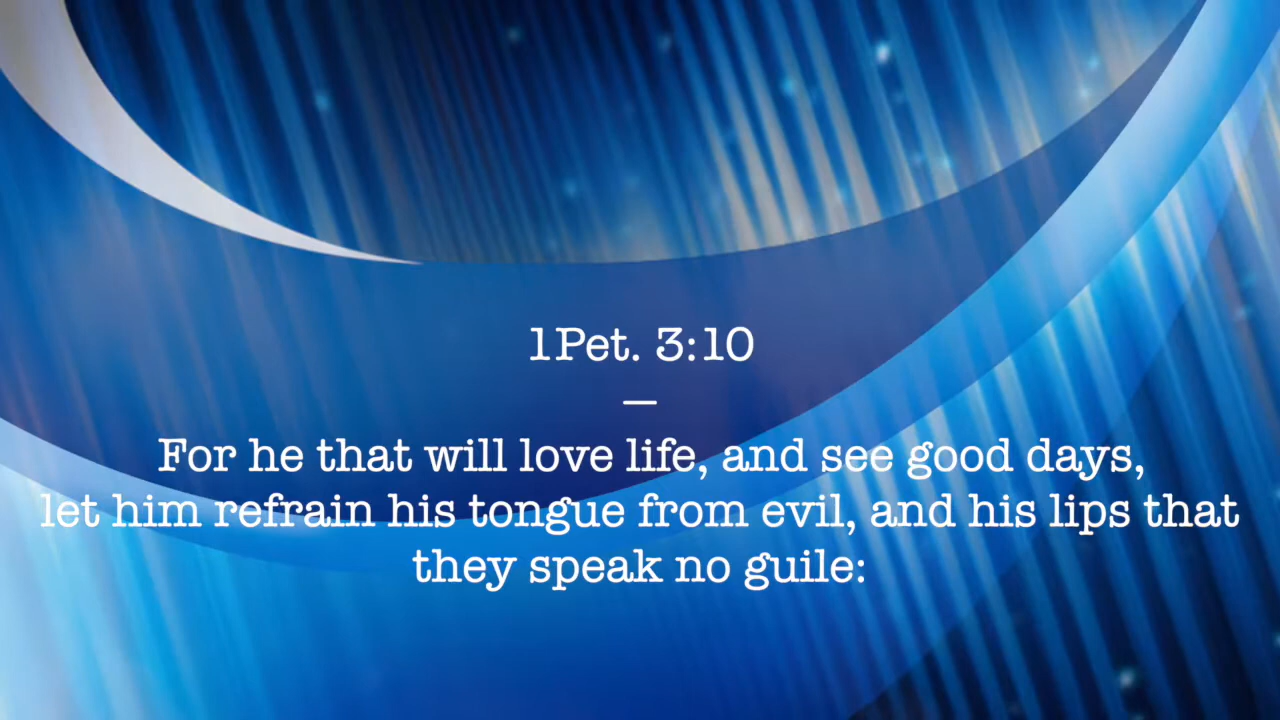 1Pet. 3:10
—
For he that will love life, and see good days,
let him refrain his tongue from evil, and his lips that
they speak no guile: